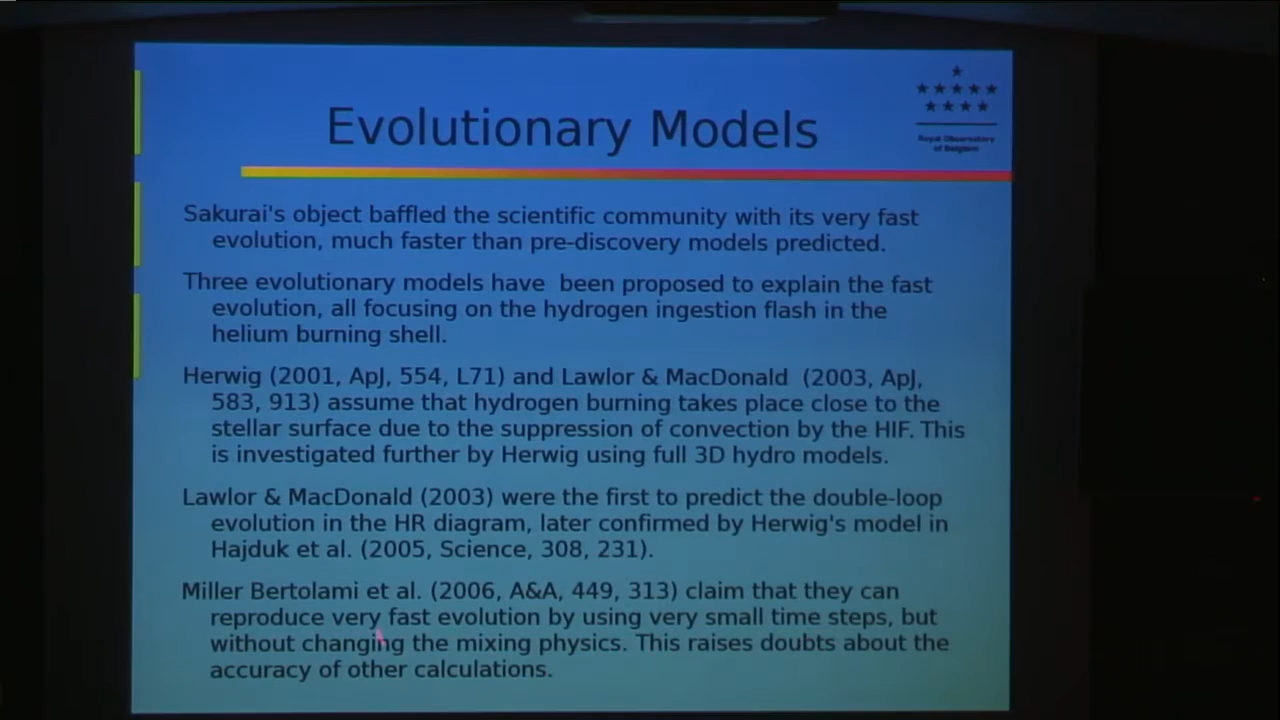 Evolutionary Models
Royal Observatory
of Belgium
Sakurai's object baffled the scientific community with its very fast
evolution, much faster than pre-discovery models predicted.
Three evolutionary models have been proposed to explain the fast
evolution, all focusing on the hydrogen ingestion flash in the
helium burning shell.
Herwig (2001, ApJ, 554, L71) and Lawlor & MacDonald (2003, ApJ,
583, 913) assume that hydrogen burning takes place close to the
stellar surface due to the suppression of convection by the HIF. This
is investigated further by Herwig using full 3D hydro models.
Lawlor & MacDonald (2003) were the first to predict the double-loop
evolution in the HR diagram, later confirmed by Herwig's model in
Hajduk et al. (2005, Science, 308, 231).
Miller Bertolami et al. (2006, A&A, 449, 313) claim that they can
reproduce very fast evolution by using very small time steps, but
without changing the mixing physics. This raises doubts about the
accuracy of other calculations.